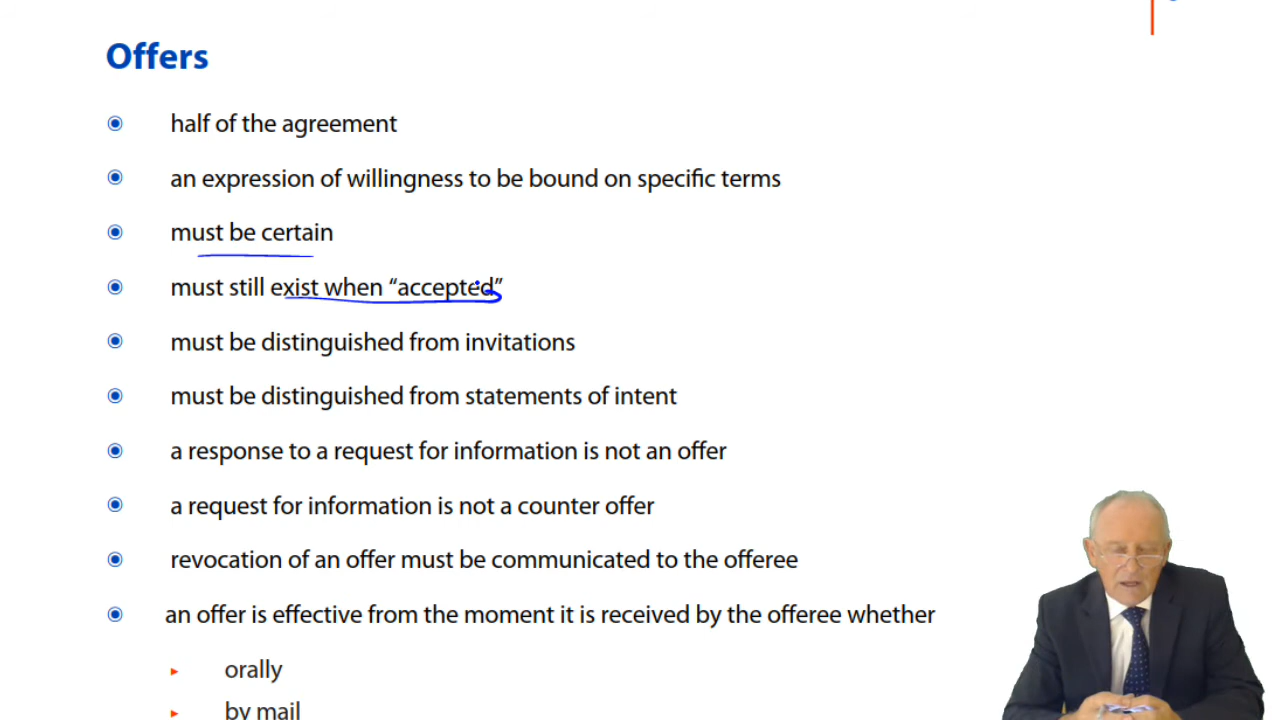 Offers
half of the agreement
an expression of willingness to be bound on specific terms
must be certain
must still exist when “accepted”
must be distinguished from invitations
must be distinguished from statements of intent
a response to a request for information is not an offer
a request for information is not a counter offer
revocation of an offer must be communicated to the offeree
an offer is effective from the moment it is received by the offeree whether
orally
by mail